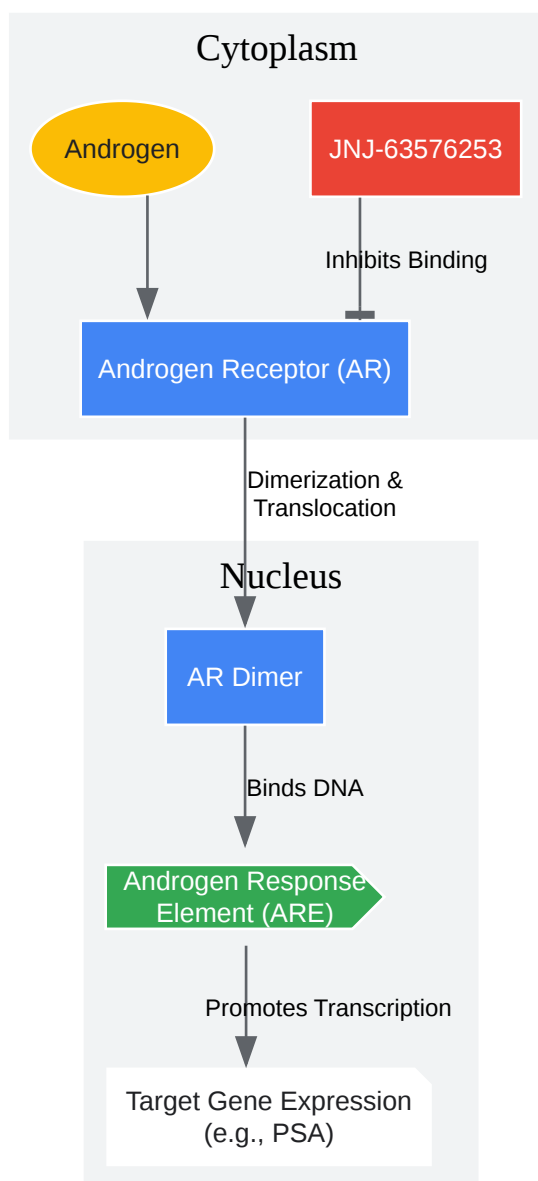 Cytoplasm
Androgen
JNJ-63576253
Inhibits Binding
Androgen Receptor (AR)
Dimerization &
Translocation
Nucleus
AR Dimer
Binds DNA
Androgen Response
Element (ARE)
Promotes Transcription
Target Gene Expression
(e.g., PSA)